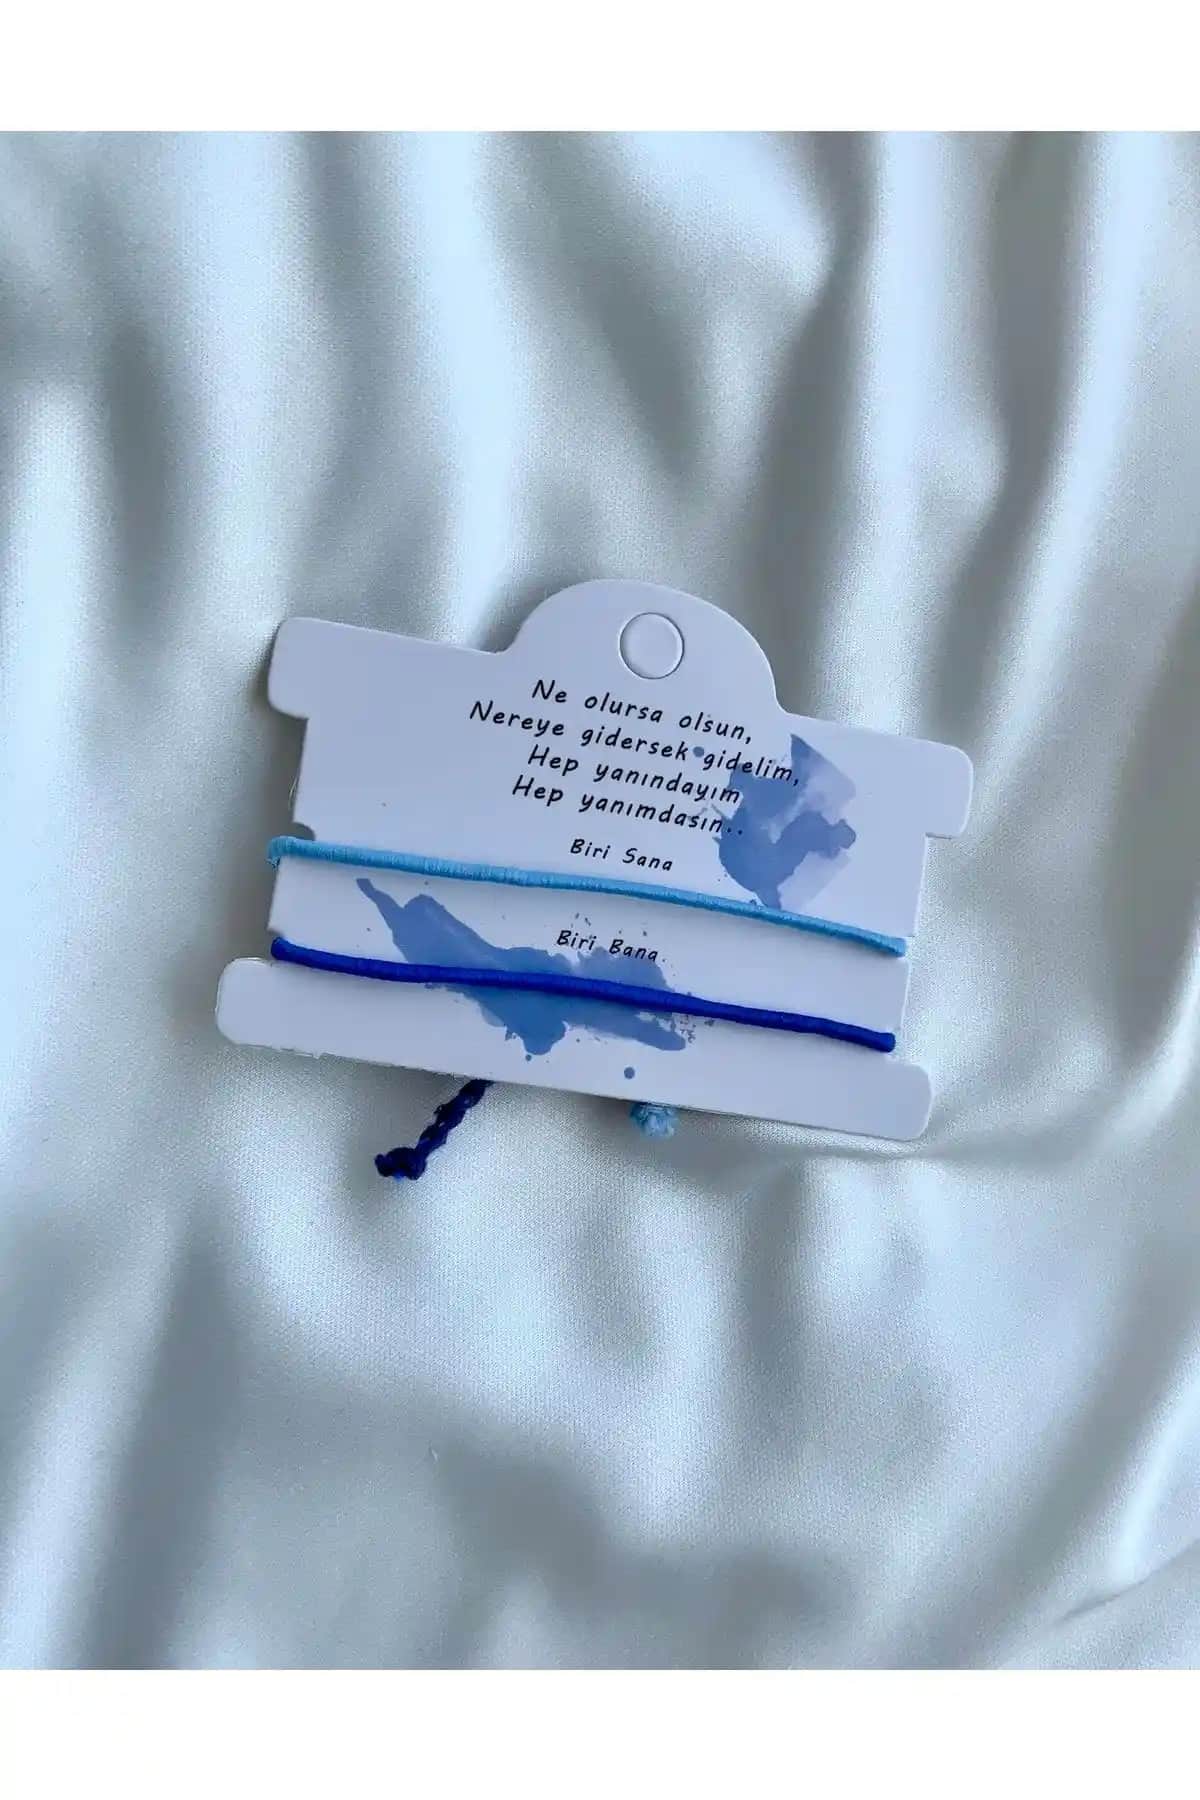 Ne olursa olsun,
Nereye gidersek gidelim,
Hep yanındayım
Hep yanımdasın..
Biri Sana
Biri Bana.